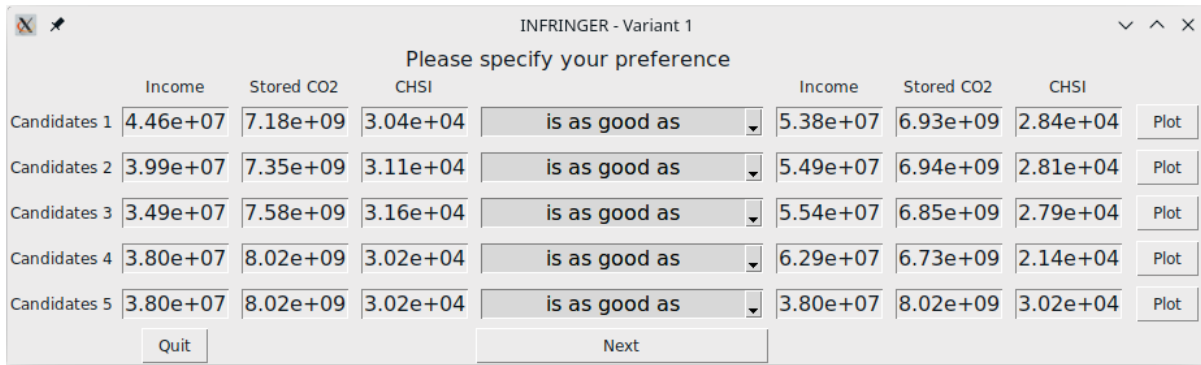 INFRINGER - Variant 1
Please specify your preference
Income Stored CO2 CHSI Income Stored CO2 CHSI
Candidates 1 4.46e+07 7.18e+09 3.04e+04 is as good as 5.38e+07 6.93e+09 2.84e+04 Plot
Candidates 2 3.99e+07 7.35e+09 3.11e+04 is as good as 5.49e+07 6.94e+09 2.81e+04 Plot
Candidates 3 3.49e+07 7.58e+09 3.16e+04 is as good as 5.54e+07 6.85e+09 2.79e+04 Plot
Candidates 4 3.80e+07 8.02e+09 3.02e+04 is as good as 6.29e+07 6.73e+09 2.14e+04 Plot
Candidates 5 3.80e+07 8.02e+09 3.02e+04 is as good as 3.80e+07 8.02e+09 3.02e+04 Plot
Quit Next